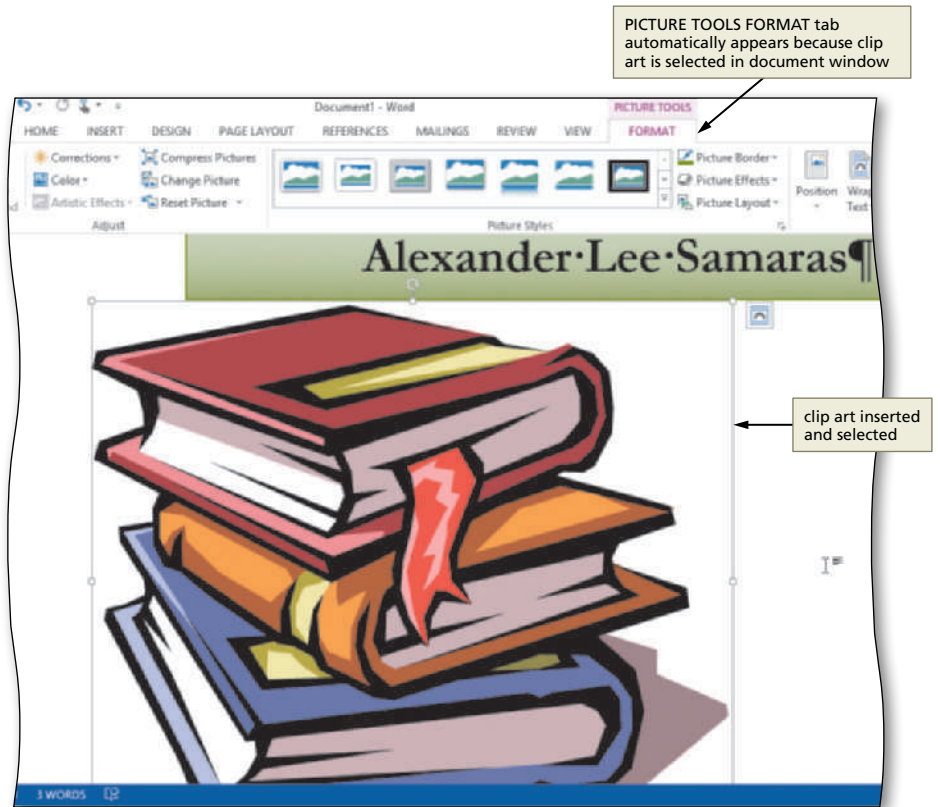 PICTURE TOOLS FORMAT tab
automatically appears because clip
art is selected in document window
Document1 - Word
PICTURE TOOLS
HOME INSERT DESIGN PAGE LAYOUT REFERENCES MAILINGS REVIEW VIEW FORMAT
Corrections Compress Pictures Picture Border
Color Change Picture Picture Effects
Artistic Effects Reset Picture Picture Layout
Position
Text
Adjust Picture Styles
Alexander·Lee·Samaras¶
clip art inserted
and selected
3 WORDS